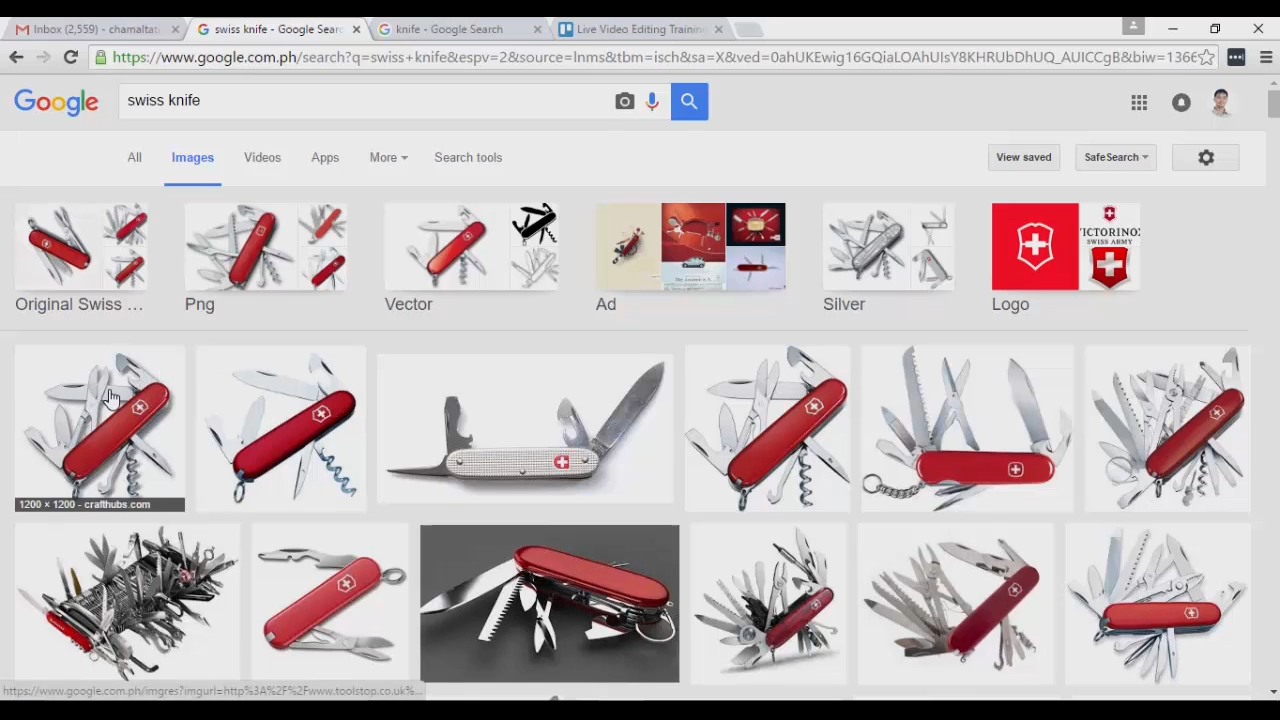 Inbox (2,559) - chamaltati
swiss knife - Google Searc
knife - Google Search
Live Video Editing Training
https://www.google.com.ph/search?q=swiss+knife&espv=2&source=lnms&tbm=isch&sa=X&ved=0ahUKEwig16GQiaLOAhUIsY8KHRUbDhUQ_AUICCgB&biw=1366
Google
swiss knife
All
Images
Videos
Apps
More
Search tools
View saved
SafeSearch
VICTORINOX
SWISS ARMY
Original Swiss ...
Png
Vector
Ad
Silver
Logo
1200 × 1200 - crafthubs.com
https://www.google.com.ph/imgres?imgurl=http%3A%2F%2Fwww.toolstop.co.uk%...